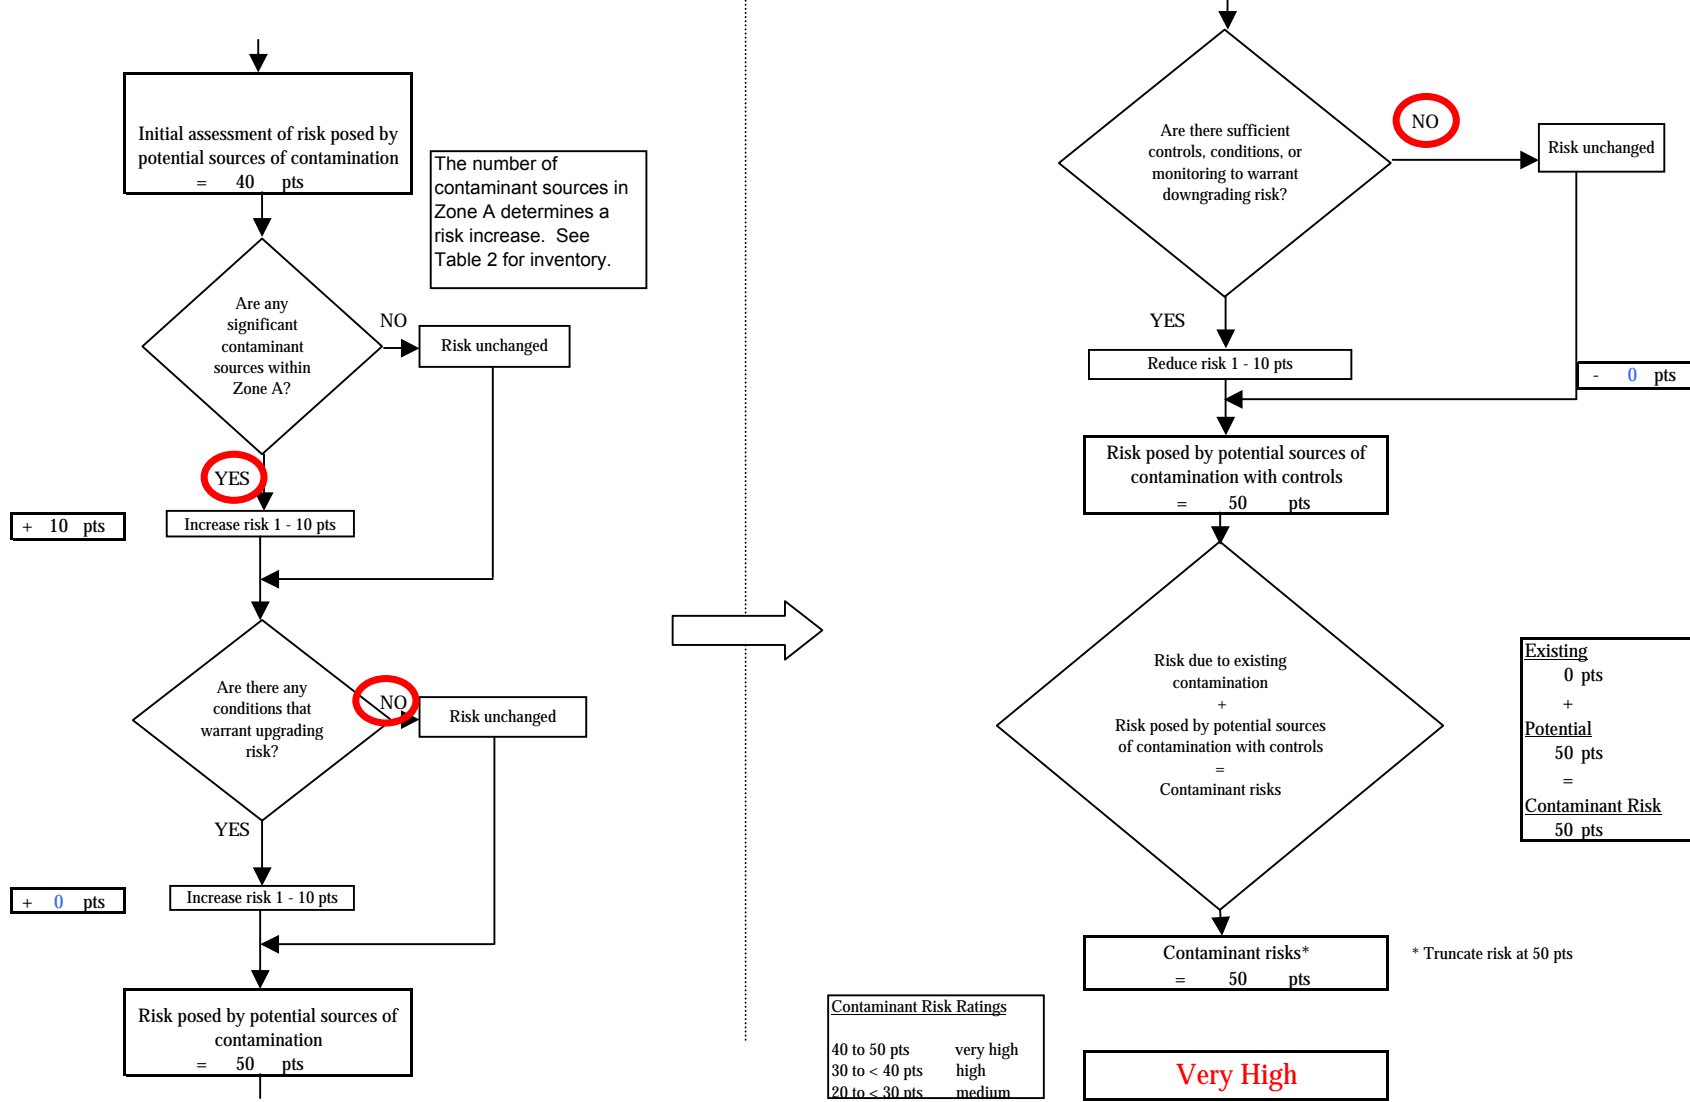 Initial assessment of risk posed by
potential sources of contamination
= 40 pts
The number of
contaminant sources in
Zone A determines a
risk increase. See
Table 2 for inventory.
Are any
significant
contaminant
sources within
Zone A?
NO
Risk unchanged
YES
+ 10 pts
Increase risk 1 - 10 pts
Are there any
conditions that
warrant upgrading
risk?
NO
Risk unchanged
YES
+ 0 pts
Increase risk 1 - 10 pts
Risk posed by potential sources of
contamination
= 50 pts
Are there sufficient
controls, conditions, or
monitoring to warrant
downgrading risk?
NO
Risk unchanged
YES
Reduce risk 1 - 10 pts
- 0 pts
Risk posed by potential sources of
contamination with controls
= 50 pts
Risk due to existing
contamination
+
Risk posed by potential sources
of contamination with controls
=
Contaminant risks
Existing
0 pts
+
Potential
50 pts
=
Contaminant Risk
50 pts
Contaminant risks*
= 50 pts
* Truncate risk at 50 pts
Contaminant Risk Ratings
40 to 50 pts very high
30 to < 40 pts high
20 to < 30 pts medium
Very High